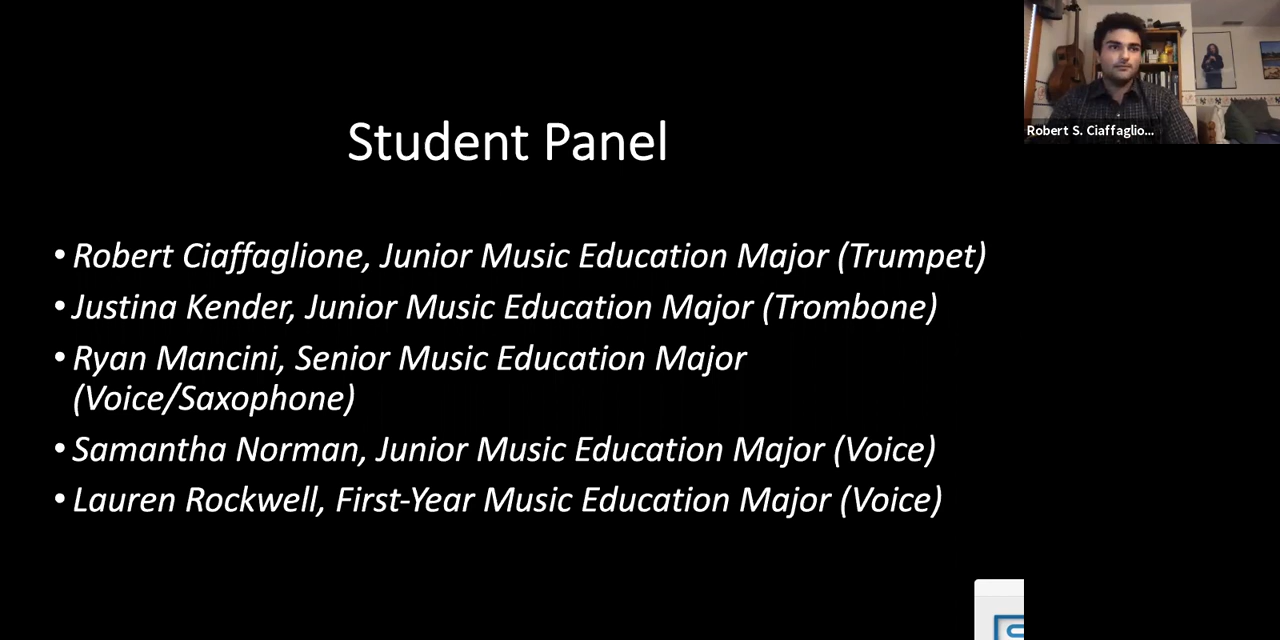 Robert S. Ciaffaglio...
Student Panel
• Robert Ciaffaglione, Junior Music Education Major (Trumpet)
• Justina Kender, Junior Music Education Major (Trombone)
• Ryan Mancini, Senior Music Education Major
(Voice/Saxophone)
• Samantha Norman, Junior Music Education Major (Voice)
• Lauren Rockwell, First-Year Music Education Major (Voice)